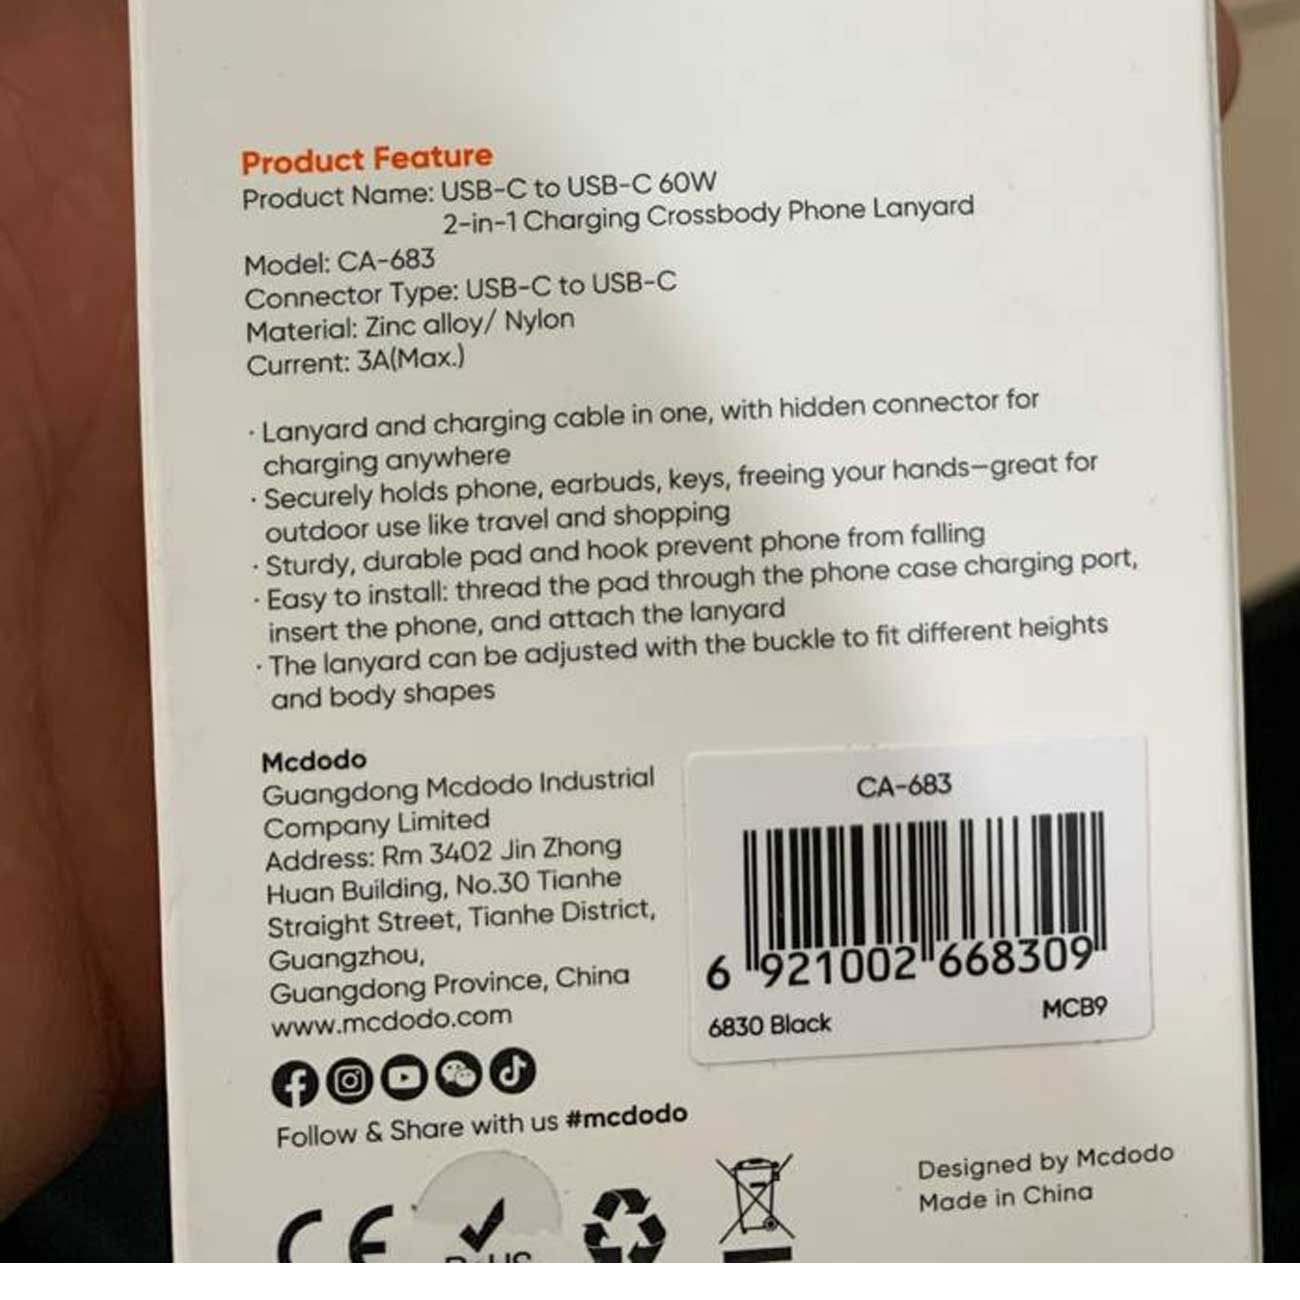 Product Feature
Product Name: USB-C to USB-C 60W
2-in-1 Charging Crossbody Phone Lanyard
Model: CA-683
Connector Type: USB-C to USB-C
Material: Zinc alloy/ Nylon
Current: 3A(Max.)
· Lanyard and charging cable in one, with hidden connector for
charging anywhere
· Securely holds phone, earbuds, keys, freeing your hands—great for
outdoor use like travel and shopping
· Sturdy, durable pad and hook prevent phone from falling
· Easy to install: thread the pad through the phone case charging port,
insert the phone, and attach the lanyard
· The lanyard can be adjusted with the buckle to fit different heights
and body shapes
Mcdodo
Guangdong Mcdodo Industrial
Company Limited
Address: Rm 3402 Jin Zhong
Huan Building, No.30 Tianhe
Straight Street, Tianhe District,
Guangzhou,
Guangdong Province, China
www.mcdodo.com
CA-683
6 921002 668309
6830 Black
MCB9
Follow & Share with us #mcdodo
Designed by Mcdodo
Made in China
CE